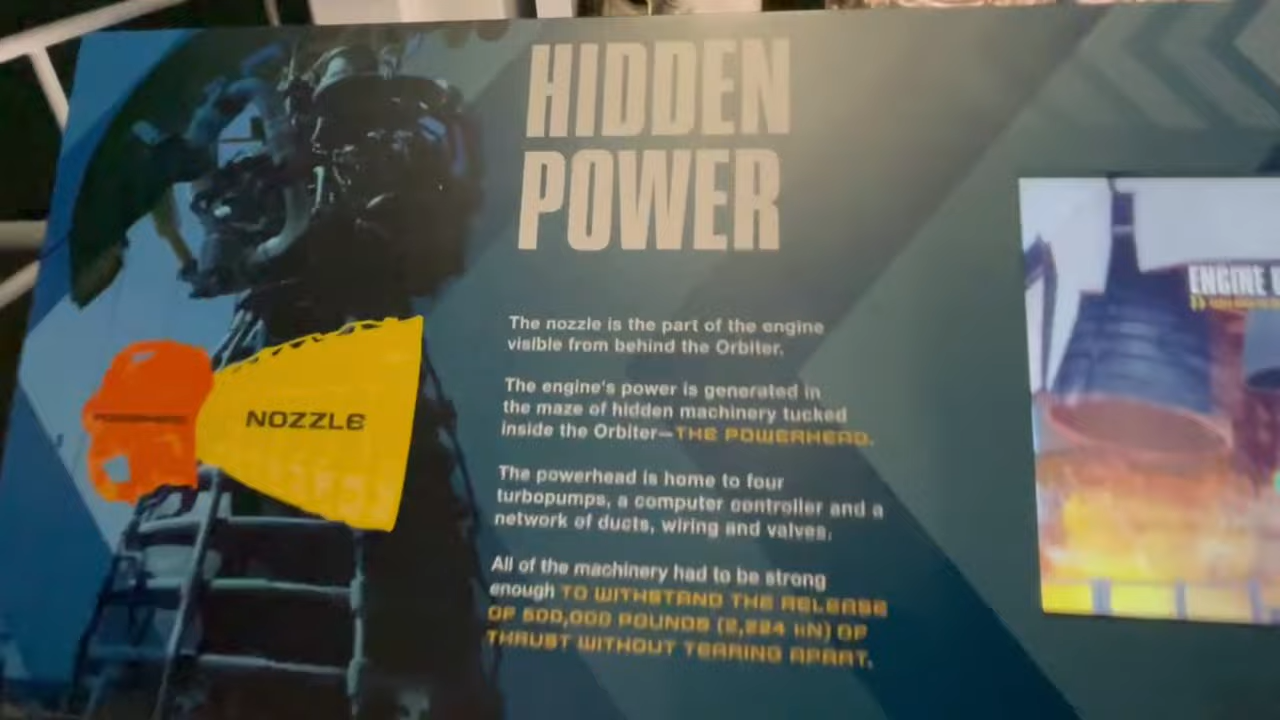 HIDDEN
POWER
The nozzle is the part of the engine
visible from behind the Orbiter.
The engine's power is generated in
the maze of hidden machinery tucked
inside the Orbiter—THE POWERHEAD.
The powerhead is home to four
turbopumps, a computer controller and a
network of ducts, wiring and valves.
All of the machinery had to be strong
enough TO WITHSTAND THE RELEASE
OF 500,000 POUNDS (2,224 kN) OF
THRUST WITHOUT TEARING APART.
NOZZLE
ENGINE